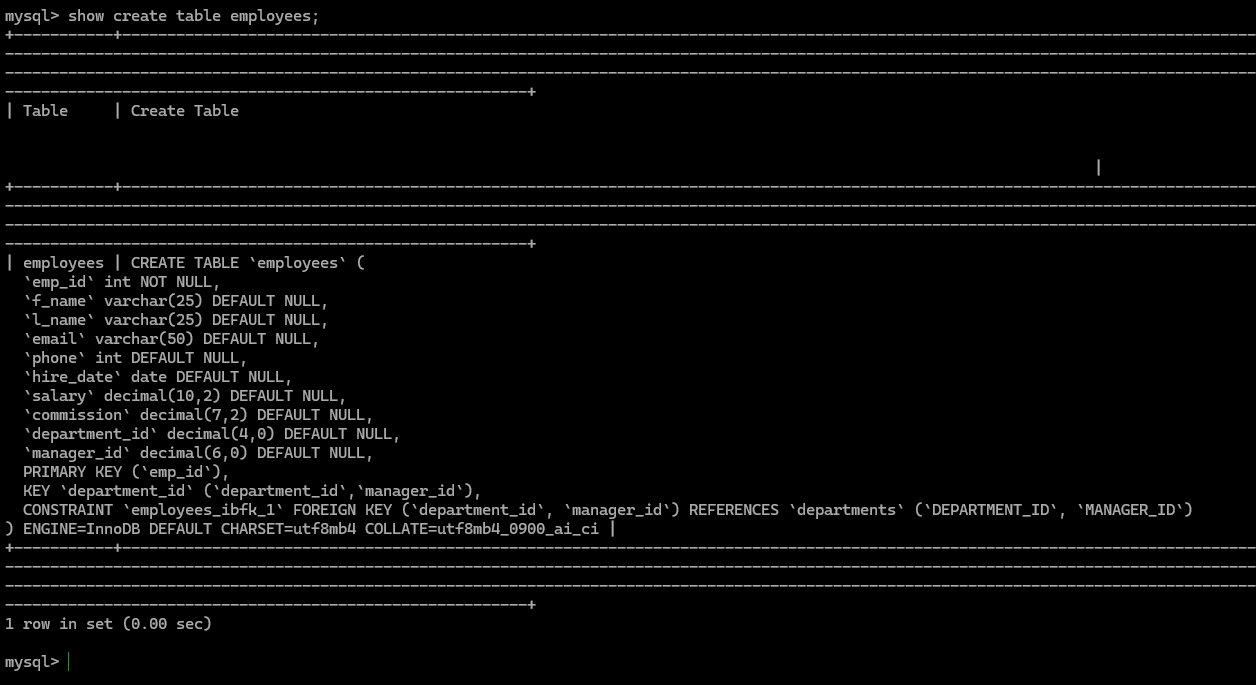 mysql> show create table employees;
+-----------+------------------------------------------------------------------------------------------------------------------------------
-------------------------------------------------------------------------------------------------------------------------------------------
-------------------------------------------------------------------------------------------------------------------------------------------
----------------------------------------------------------+
| Table     | Create Table
|
+-----------+------------------------------------------------------------------------------------------------------------------------------
-------------------------------------------------------------------------------------------------------------------------------------------
-------------------------------------------------------------------------------------------------------------------------------------------
----------------------------------------------------------+
| employees | CREATE TABLE `employees` (
  `emp_id` int NOT NULL,
  `f_name` varchar(25) DEFAULT NULL,
  `l_name` varchar(25) DEFAULT NULL,
  `email` varchar(50) DEFAULT NULL,
  `phone` int DEFAULT NULL,
  `hire_date` date DEFAULT NULL,
  `salary` decimal(10,2) DEFAULT NULL,
  `commission` decimal(7,2) DEFAULT NULL,
  `department_id` decimal(4,0) DEFAULT NULL,
  `manager_id` decimal(6,0) DEFAULT NULL,
  PRIMARY KEY (`emp_id`),
  KEY `department_id` (`department_id`,`manager_id`),
  CONSTRAINT `employees_ibfk_1` FOREIGN KEY (`department_id`, `manager_id`) REFERENCES `departments` (`DEPARTMENT_ID`, `MANAGER_ID`)
) ENGINE=InnoDB DEFAULT CHARSET=utf8mb4 COLLATE=utf8mb4_0900_ai_ci |
+-----------+------------------------------------------------------------------------------------------------------------------------------
-------------------------------------------------------------------------------------------------------------------------------------------
-------------------------------------------------------------------------------------------------------------------------------------------
----------------------------------------------------------+
1 row in set (0.00 sec)
mysql>